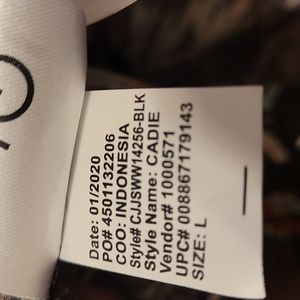 Date: 01/2020
PO# 4501132206
COO: INDONESIA
Style# CJJSWW14256-BLK
Style Name: CADIE
Vendor# 1000571
UPC# 008867179143
SIZE: L